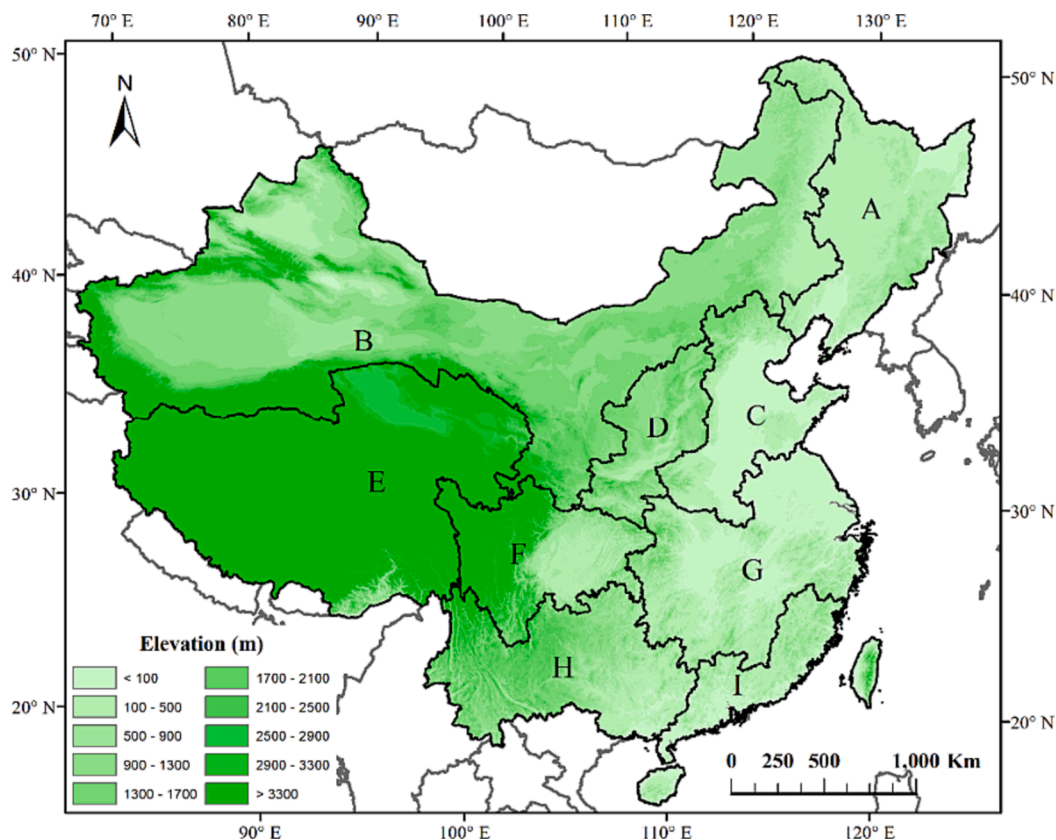 70° E 80° E 90° E 100° E 110° E 120° E 130° E
50° N
50° N
N
A
40° N
40° N
B
C
D
E
30° N
30° N
F
G
Elevation (m)
H
I
< 100
1700 - 2100
100 - 500
2100 - 2500
20° N
20° N
500 - 900
2500 - 2900
0 250 500 1,000 Km
900 - 1300
2900 - 3300
1300 - 1700
> 3300
90° E 100° E 110° E 120° E